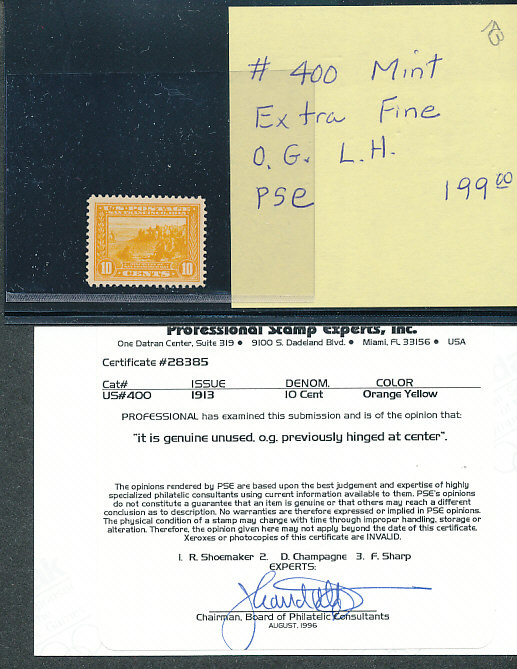 AB
# 400 Mint
Extra Fine
O.G. L.H.
PSE 199.00
U.S. POSTAGE
SAN FRANCISCO 1915
10 CENTS 10
Professional Stamp Experts, Inc.
One Datran Center, Suite 319 ● 9100 S. Dadeland Blvd. ● Miami, FL 33156 ● USA
Certificate #28385
Cat# ISSUE DENOM. COLOR
US#400 1913 10 Cent Orange Yellow
PROFESSIONAL has examined this submission and is of the opinion that:
"it is genuine unused, o.g. previously hinged at center".
The opinions rendered by PSE are based upon the best judgement and expertise of highly
specialized philatelic consultants using current information available to them. PSE's opinions
do not constitute a guarantee that an item is genuine or that others may reach a different
conclusion as to description. No warranties are therefore expressed or implied in PSE opinions.
The physical condition of a stamp may change with time through improper handling, storage or
alteration. Therefore, the opinion given here may not apply beyond the date of this certificate.
Xeroxes or photocopies of this certificate are INVALID.
1. R. Shoemaker 2. D. Champagne 3. F. Sharp
EXPERTS:
Chairman, Board of Philatelic Consultants
AUGUST, 1996